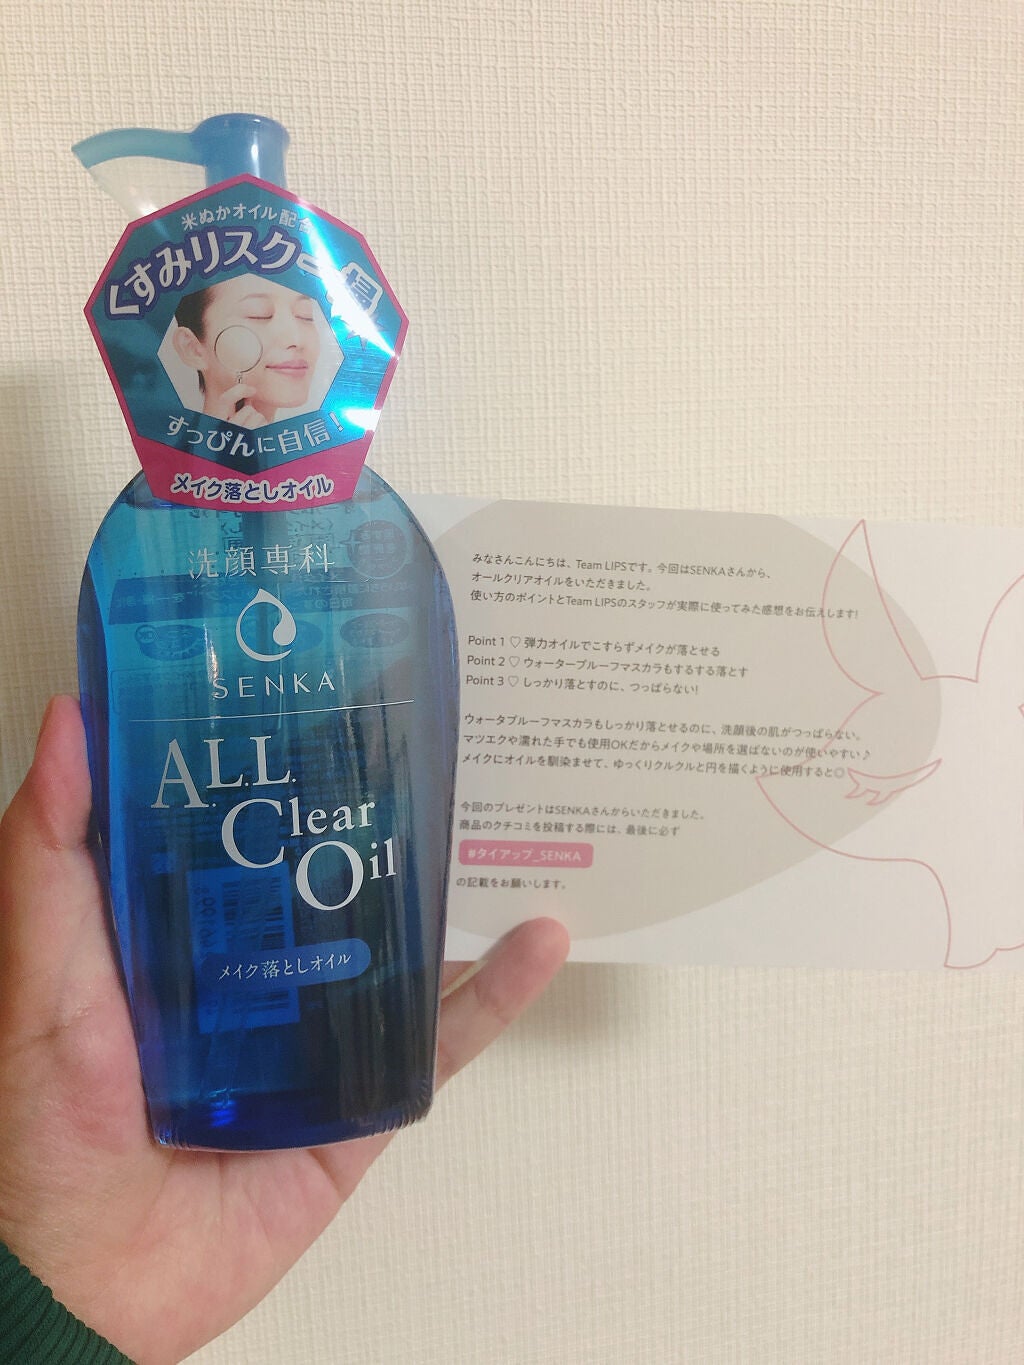 米ぬかオイル配合
くすみリスク
すっぴんに自信!
メイク落としオイル
洗顔専科
SENKA
A.L.L.
Clear
Oil
メイク落としオイル
みなさんこんにちは、Team LIPSです。今回はSENKAさんから、
オールクリアオイルをいただきました。
使い方のポイントとTeam LIPSのスタッフが実際に使ってみた感想をお伝えします!
Point 1 ♡ 弾力オイルでこすらずメイクが落とせる
Point 2 ♡ ウォータープルーフマスカラもするする落とす
Point 3 ♡ しっかり落とすのに、つっぱらない!
ウォータプルーフマスカラもしっかり落とせるのに、洗顔後の肌がつっぱらない。
マツエクや濡れた手でも使用OKだからメイクや場所を選ばないのが使いやすい♪
メイクにオイルを馴染ませて、ゆっくりクルクルと円を描くように使用すると◎
今回のプレゼントはSENKAさんからいただきました。
商品のクチコミを投稿する際には、最後に必ず
#タイアップ_SENKA
の記載をお願いします。